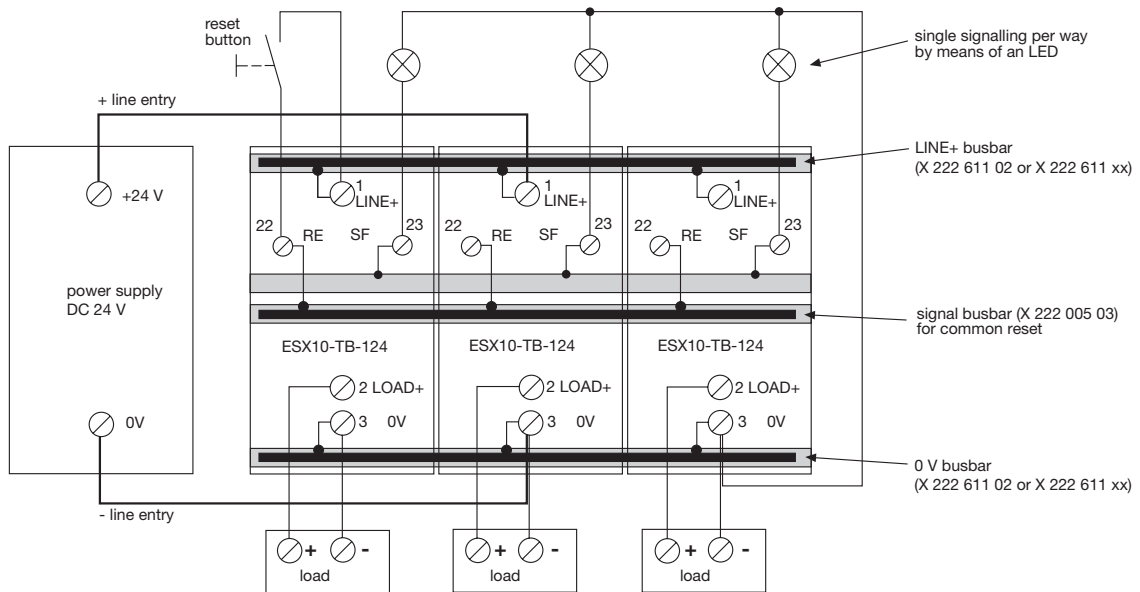 reset
button
single signalling per way
by means of an LED
+ line entry
LINE+ busbar
(X 222 611 02 or X 222 611 xx)
+24 V
1
LINE+
1
LINE+
1
LINE+
22
RE
SF
23
22
RE
SF
23
22
RE
SF
23
power supply
DC 24 V
signal busbar (X 222 005 03)
for common reset
ESX10-TB-124
ESX10-TB-124
ESX10-TB-124
2 LOAD+
2 LOAD+
2 LOAD+
0V
3 0V
3 0V
3 0V
0 V busbar
(X 222 611 02 or X 222 611 xx)
- line entry
+ -
load
+ -
load
+ -
load